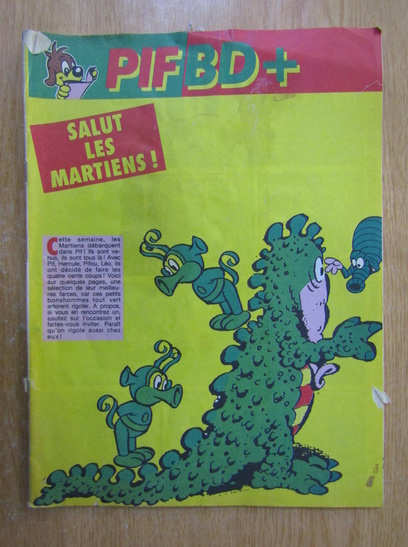 PIF BD+
SALUT
LES
MARTIENS !
Cette semaine, les
Martiens débarquent
dans Pif! Ils sont ve-
nus, ils sont tous là! Avec
Pif, Hercule, Pifou, Léo, ils
ont décidé de faire les
quatre cents coups! Voici
sur quelques pages, une
sélection de leur meilleu-
res farces, car ces petits
bonshommes tout vert
adorent rigoler. A propos,
si vous en rencontrez un,
sautez sur l'occasion et
faites-vous inviter. Paraît
qu'on rigole aussi chez
eux!